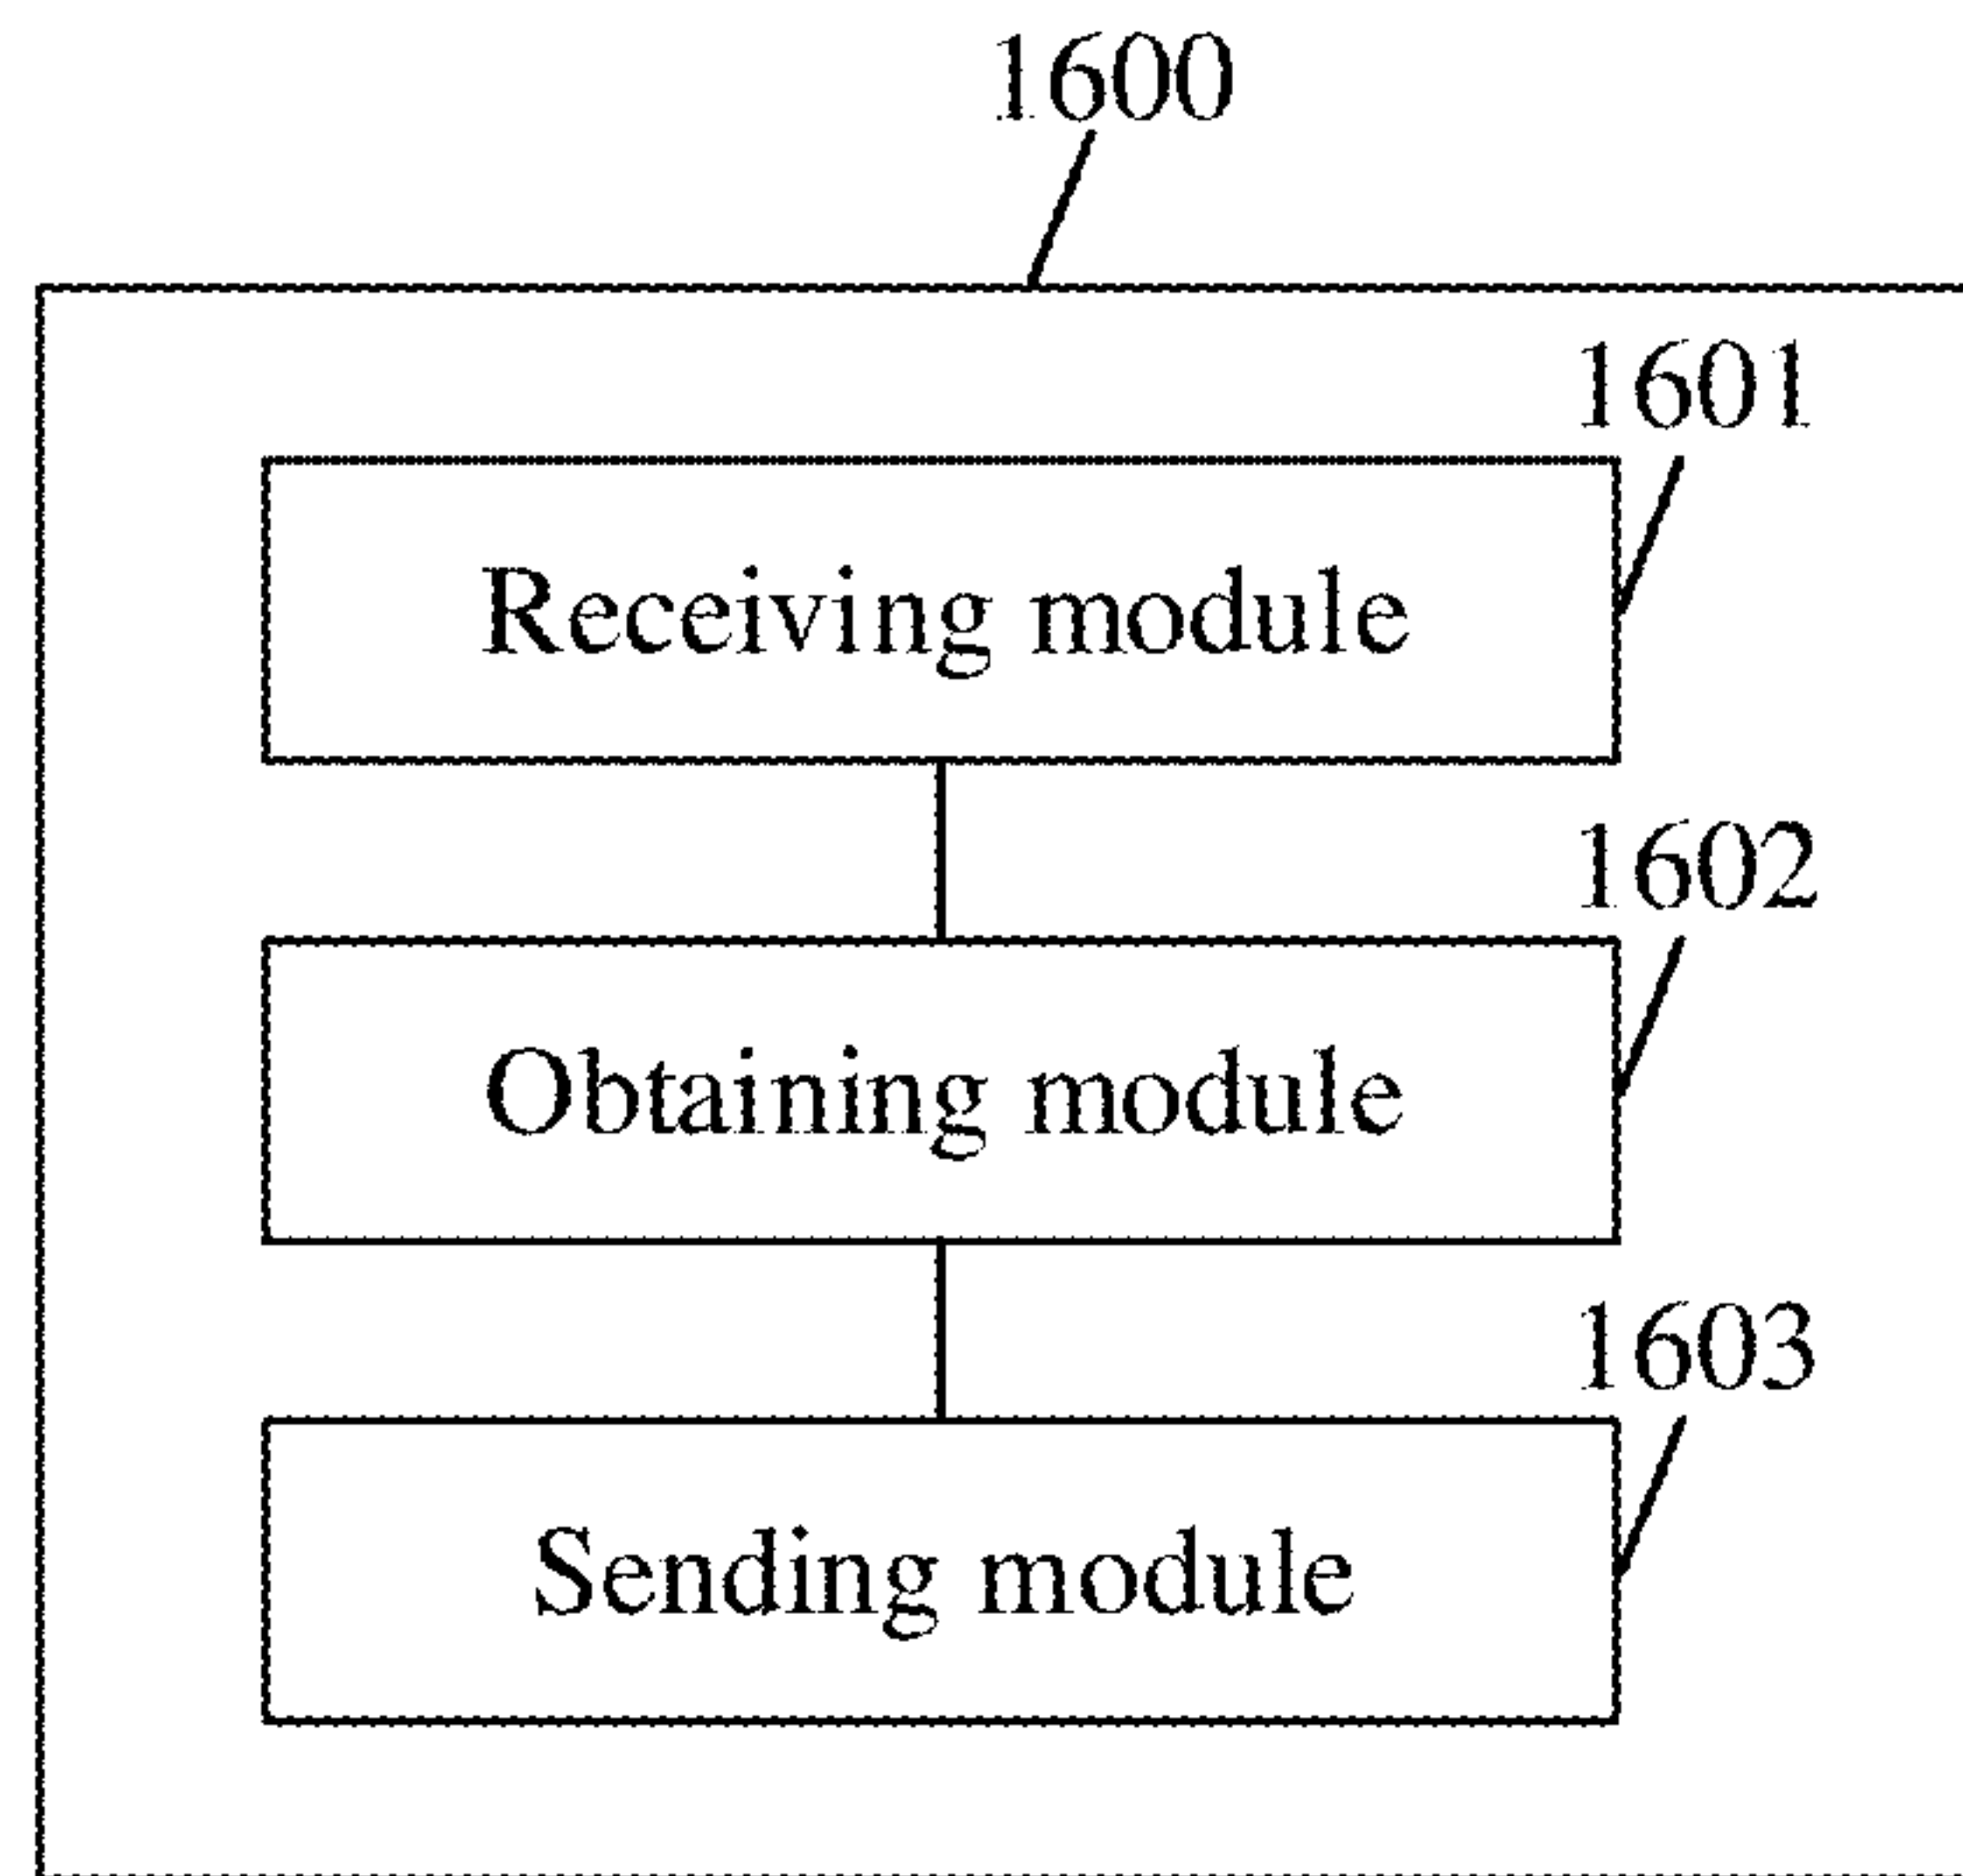 1600
1601
Receiving module
1602
Obtaining module
1603
Sending module